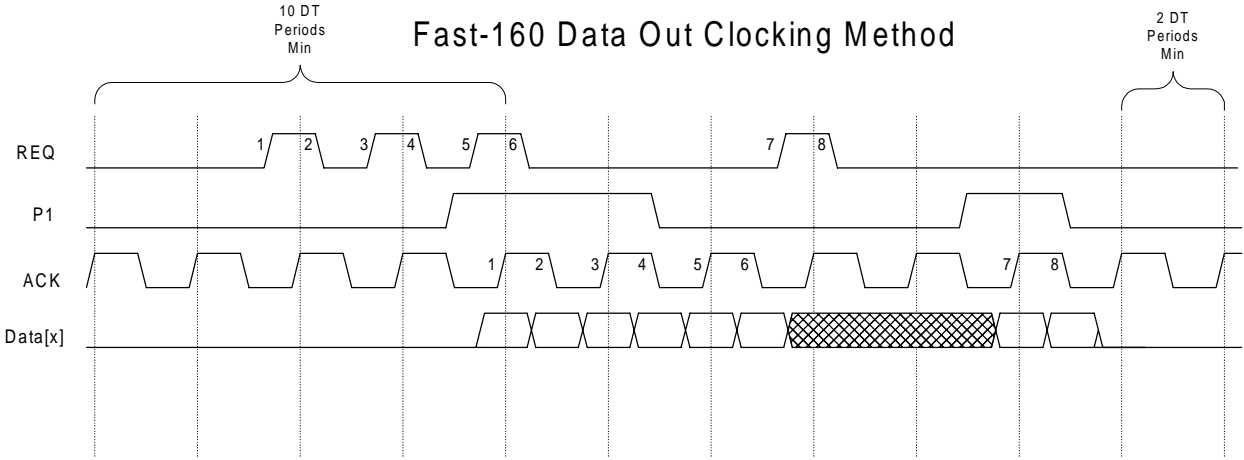 10 DT
Periods
Min
Fast-160 Data Out Clocking Method
2 DT
Periods
Min
REQ
1 2 3 4 5 6 7 8
P1
ACK
1 2 3 4 5 6 7 8
Data[x]